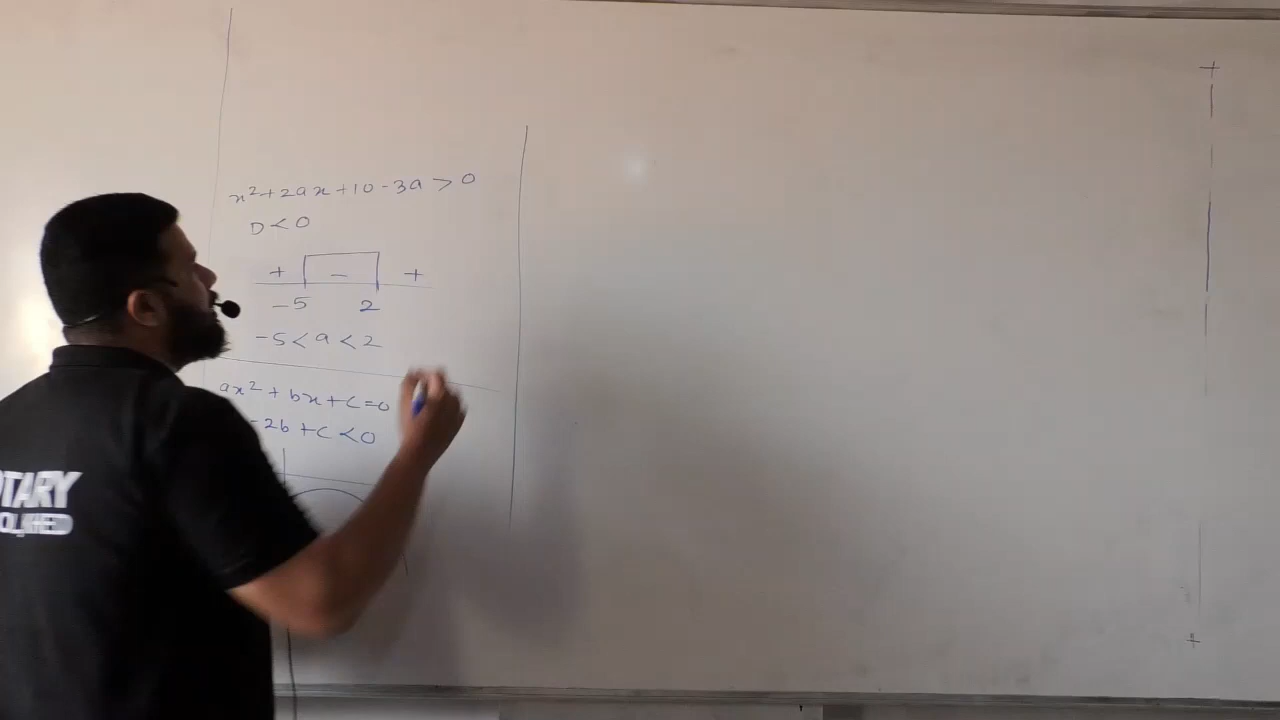 x²+2ax+10-3a>0
D<0
+ - +
-5 2
-5<a<2
ax²+bx+c=0
-2b+c<0